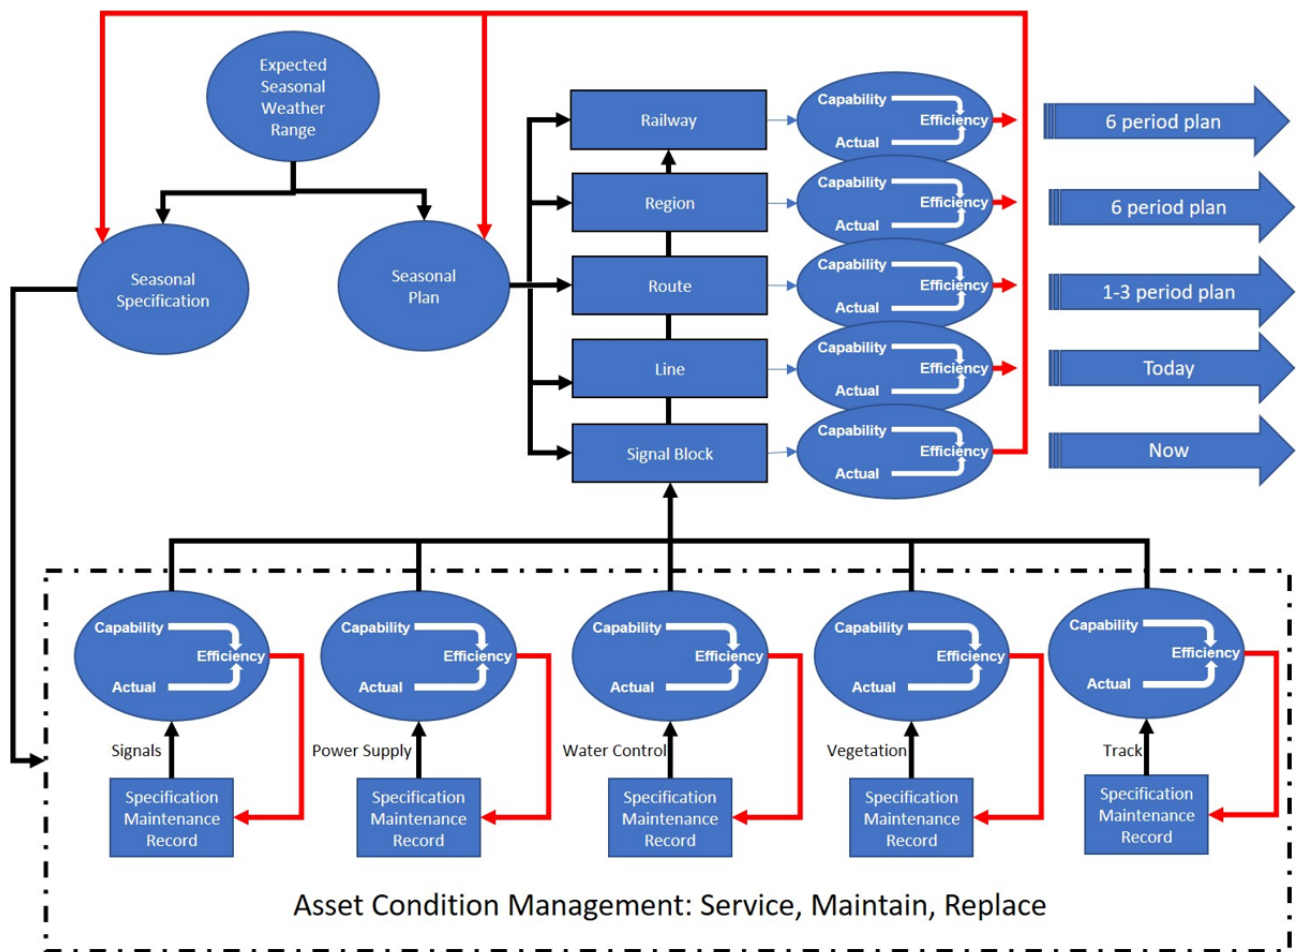 Expected
Seasonal
Weather
Range
Seasonal
Specification
Seasonal
Plan
Railway
Capability
Efficiency
Actual
6 period plan
Region
Capability
Efficiency
Actual
6 period plan
Route
Capability
Efficiency
Actual
1-3 period plan
Line
Capability
Efficiency
Actual
Today
Signal Block
Capability
Efficiency
Actual
Now
Capability
Efficiency
Actual
Signals
Specification
Maintenance
Record
Capability
Efficiency
Actual
Power Supply
Specification
Maintenance
Record
Capability
Efficiency
Actual
Water Control
Specification
Maintenance
Record
Capability
Efficiency
Actual
Vegetation
Specification
Maintenance
Record
Capability
Efficiency
Actual
Track
Specification
Maintenance
Record
Asset Condition Management: Service, Maintain, Replace